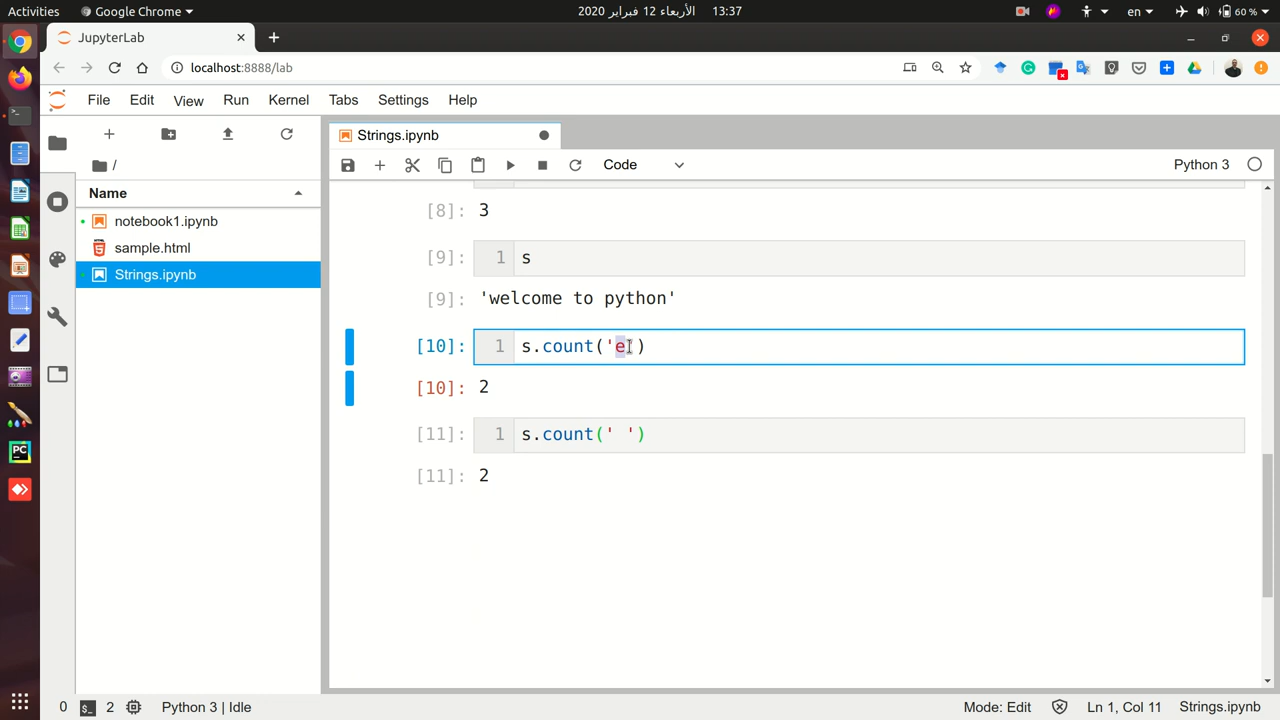 Activities Google Chrome الأربعاء 12 فبراير 2020 13:37 en 60 %
JupyterLab
localhost:8888/lab
File Edit View Run Kernel Tabs Settings Help
Strings.ipynb
/ Code Python 3
Name
notebook1.ipynb
sample.html
Strings.ipynb
[8]: 3
[9]: 1 s
[9]: 'welcome to python'
[10]: 1 s.count('e')
[10]: 2
[11]: 1 s.count(' ')
[11]: 2
PC
0 2 Python 3 | Idle Mode: Edit Ln 1, Col 11 Strings.ipynb